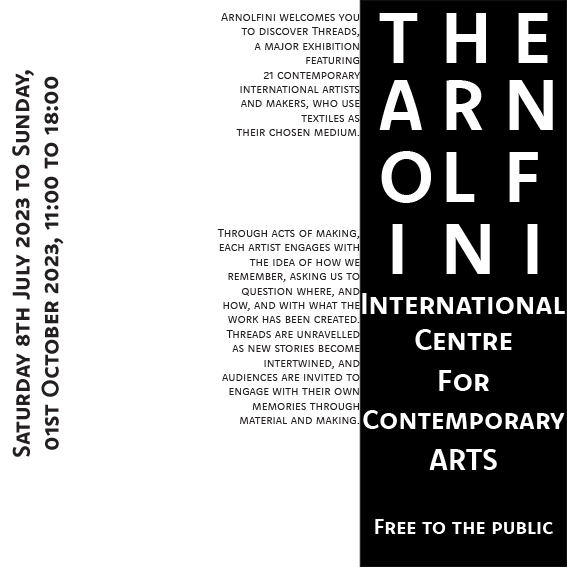 Saturday 8th July 2023 to Sunday,
01st October 2023, 11:00 to 18:00
Arnolfini welcomes you
to discover Threads,
a major exhibition
featuring
21 contemporary
international artists
and makers, who use
textiles as
their chosen medium.
Through acts of making,
each artist engages with
the idea of how we
remember, asking us to
question where, and
how, and with what the
work has been created.
Threads are unravelled
as new stories become
intertwined, and
audiences are invited to
engage with their own
memories through
material and making.
THE
ARN
OLF
INI
International
Centre
For
Contemporary
ARTS
Free to the public